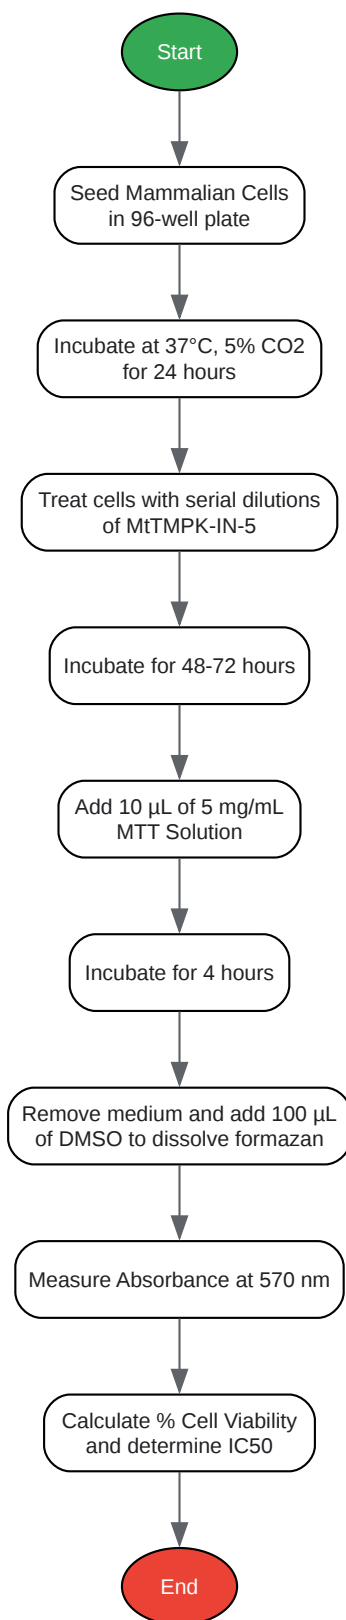 Start
Seed Mammalian Cells
in 96-well plate
Incubate at 37°C, 5% CO2
for 24 hours
Treat cells with serial dilutions
of MtTMPK-IN-5
Incubate for 48-72 hours
Add 10 µL of 5 mg/mL
MTT Solution
Incubate for 4 hours
Remove medium and add 100 µL
of DMSO to dissolve formazan
Measure Absorbance at 570 nm
Calculate % Cell Viability
and determine IC50
End